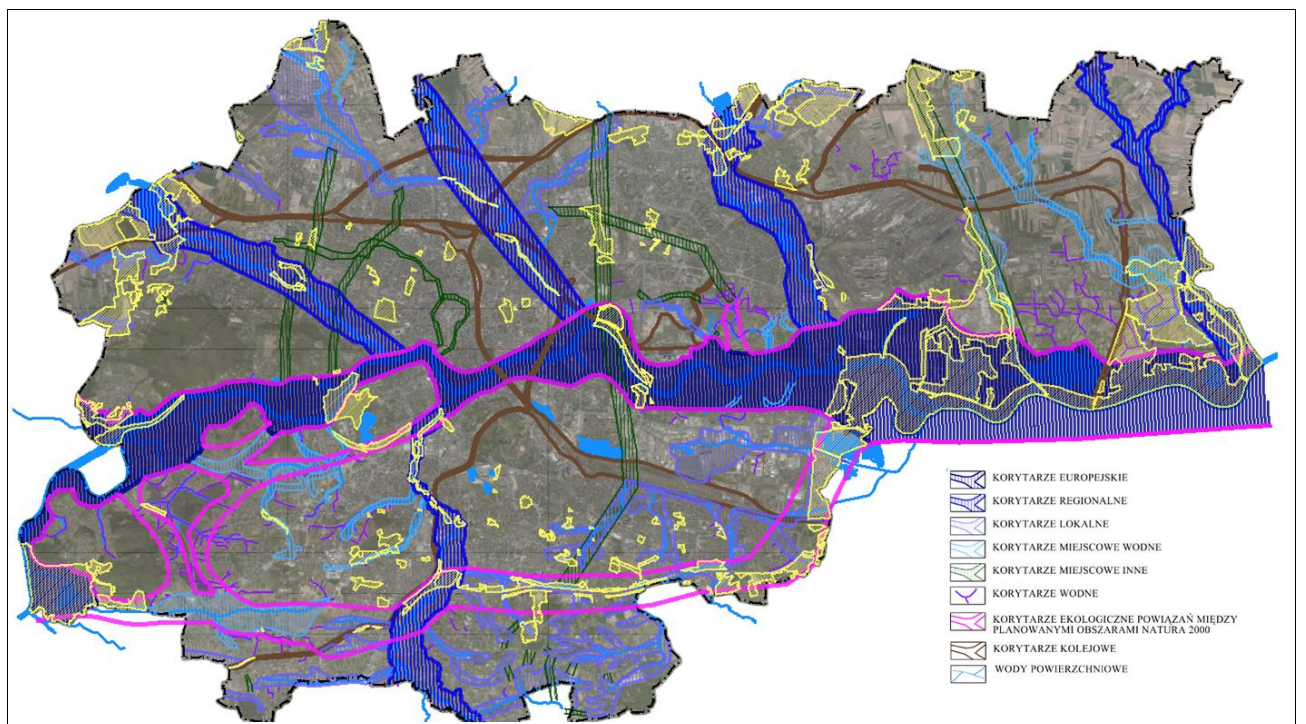 KORYTARZE EUROPEJSKIE
KORYTARZE REGIONALNE
KORYTARZE LOKALNE
KORYTARZE MIEJSCOWE WODNE
KORYTARZE MIEJSCOWE INNE
KORYTARZE WODNE
KORYTARZE EKOLOGICZNE POWIĄZAŃ MIĘDZY
PLANOWANYMI OBSZARAMI NATURA 2000
KORYTARZE KOLEJOWE
WODY POWIERZCHNIOWE